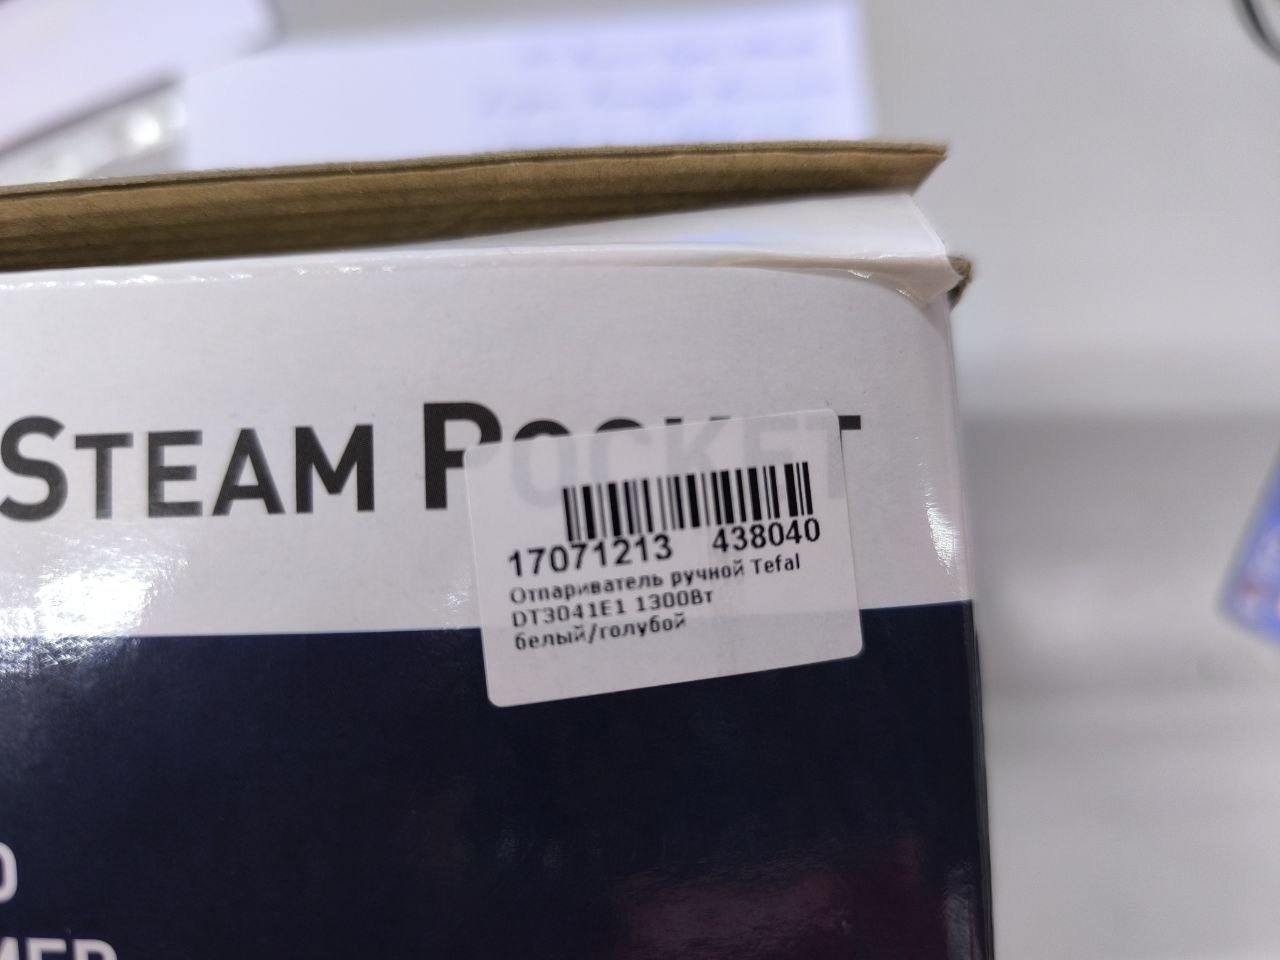 STEAM POCKET
17071213 438040
Отпариватель ручной Tefal
DT3041E1 1300Вт
белый/голубой